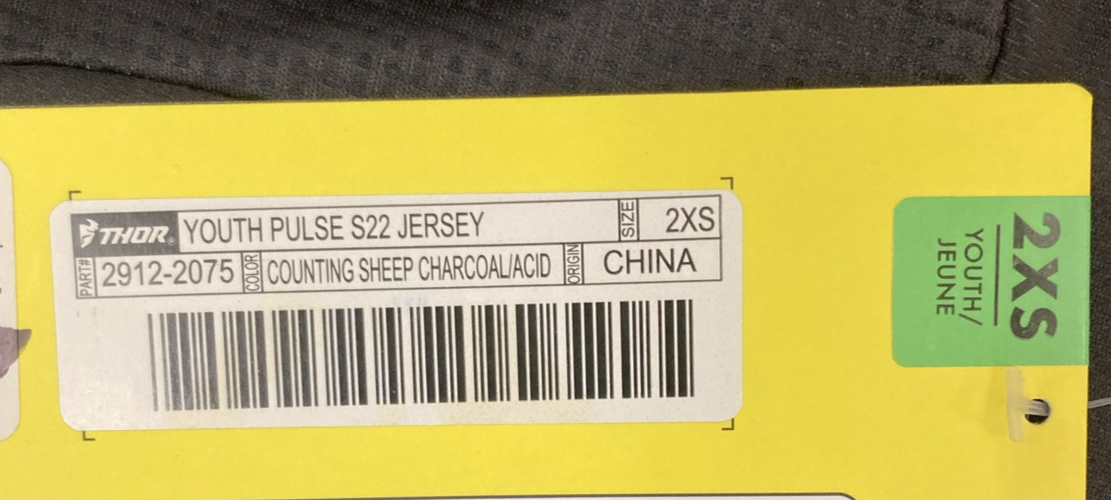 THOR® YOUTH PULSE S22 JERSEY SIZE 2XS
PART# 2912-2075 COLOR COUNTING SHEEP CHARCOAL/ACID ORIGIN CHINA
2XS
YOUTH/
JEUNE